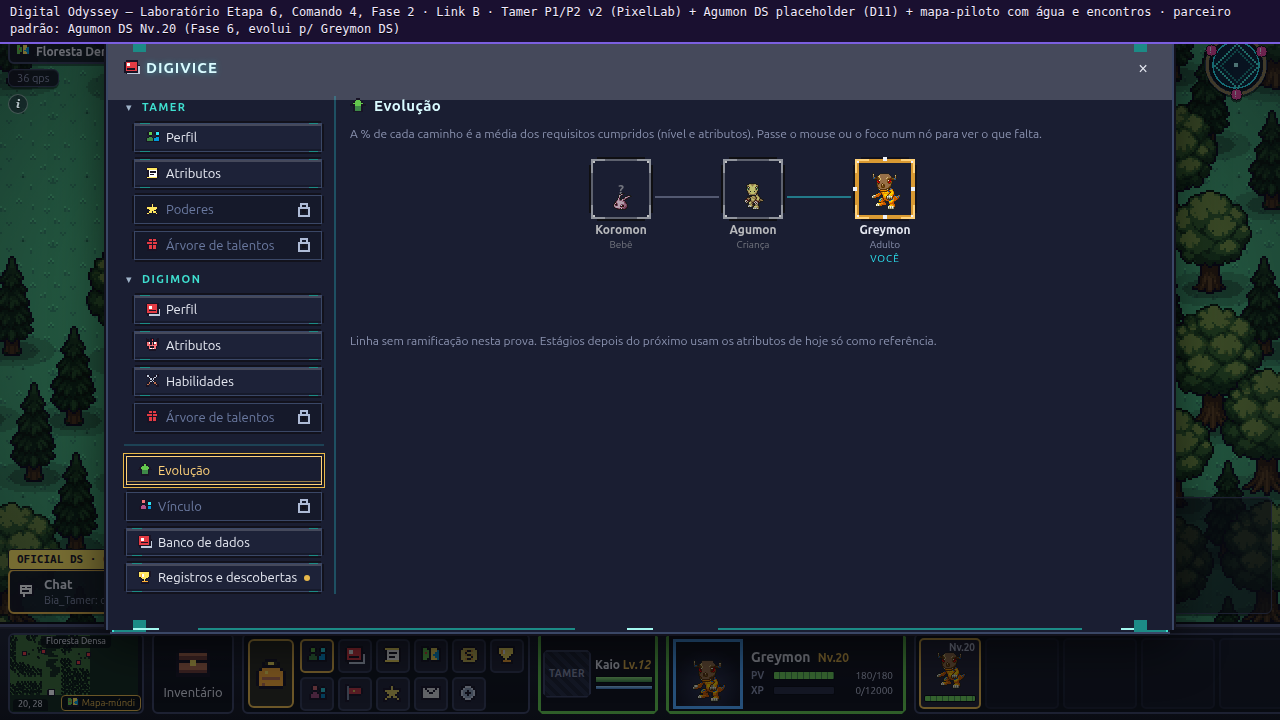 Digital Odyssey — Laboratório Etapa 6, Comando 4, Fase 2 · Link B · Tamer P1/P2 v2 (PixelLab) + Agumon DS placeholder (D11) + mapa-piloto com água e encontros · parceiro
padrão: Agumon DS Nv.20 (Fase 6, evolui p/ Greymon DS)
Floresta Den
36 qps
i
DIGIVICE
×
▼ TAMER
Perfil
Atributos
Poderes
Árvore de talentos
▼ DIGIMON
Perfil
Atributos
Habilidades
Árvore de talentos
Evolução
Vínculo
Banco de dados
Registros e descobertas
Evolução
A % de cada caminho é a média dos requisitos cumpridos (nível e atributos). Passe o mouse ou o foco num nó para ver o que falta.
?
Koromon
Bebê
Agumon
Criança
Greymon
Adulto
VOCÊ
Linha sem ramificação nesta prova. Estágios depois do próximo usam os atributos de hoje só como referência.
OFICIAL DS ·
Chat
Bia_Tamer:
Floresta Densa
20, 28
Mapa-múndi
Inventário
TAMER
Kaio Lv.12
Greymon Nv.20
PV 180/180
XP 0/12000
Nv.20